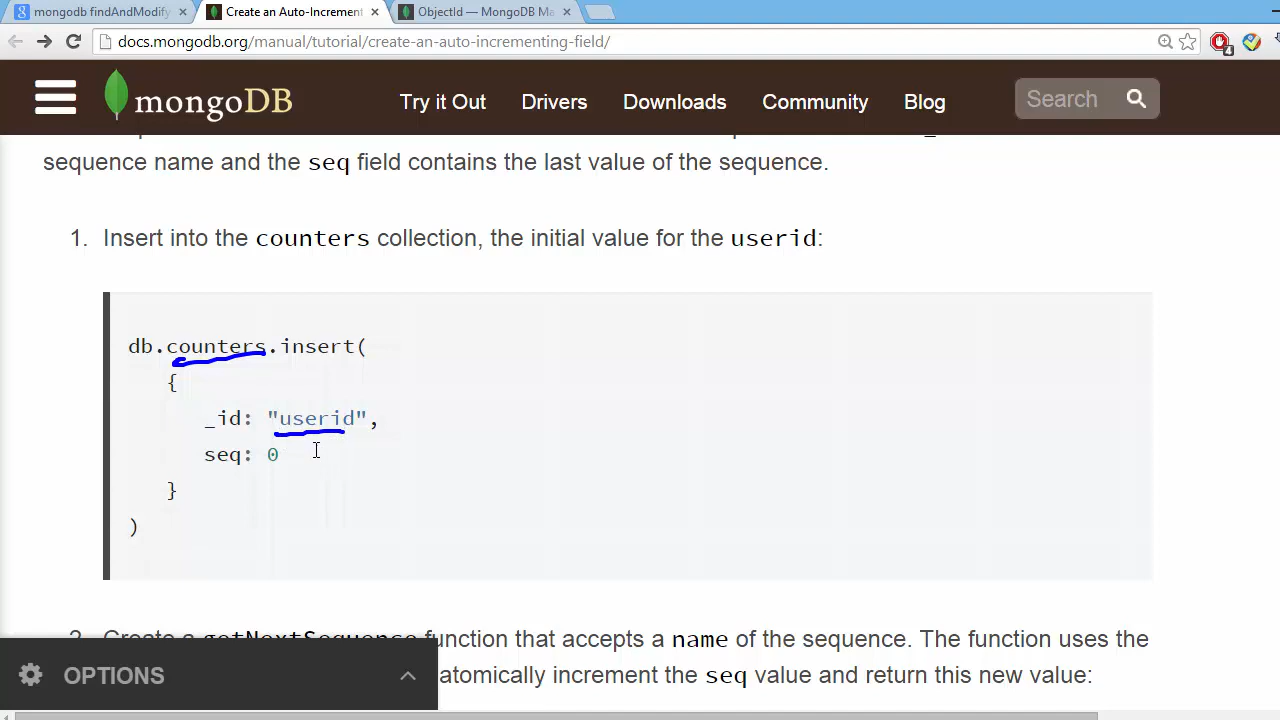 mongodb findAndModify
Create an Auto-Increment
ObjectId — MongoDB Ma
docs.mongodb.org/manual/tutorial/create-an-auto-incrementing-field/
4
mongoDB
Try it Out
Drivers
Downloads
Community
Blog
Search
sequence name and the seq field contains the last value of the sequence.
1. Insert into the counters collection, the initial value for the userid:
db.counters.insert(
{
_id: "userid",
seq: 0
}
)
2. Create a getNextSequence function that accepts a name of the sequence. The function uses the
atomically increment the seq value and return this new value:
OPTIONS